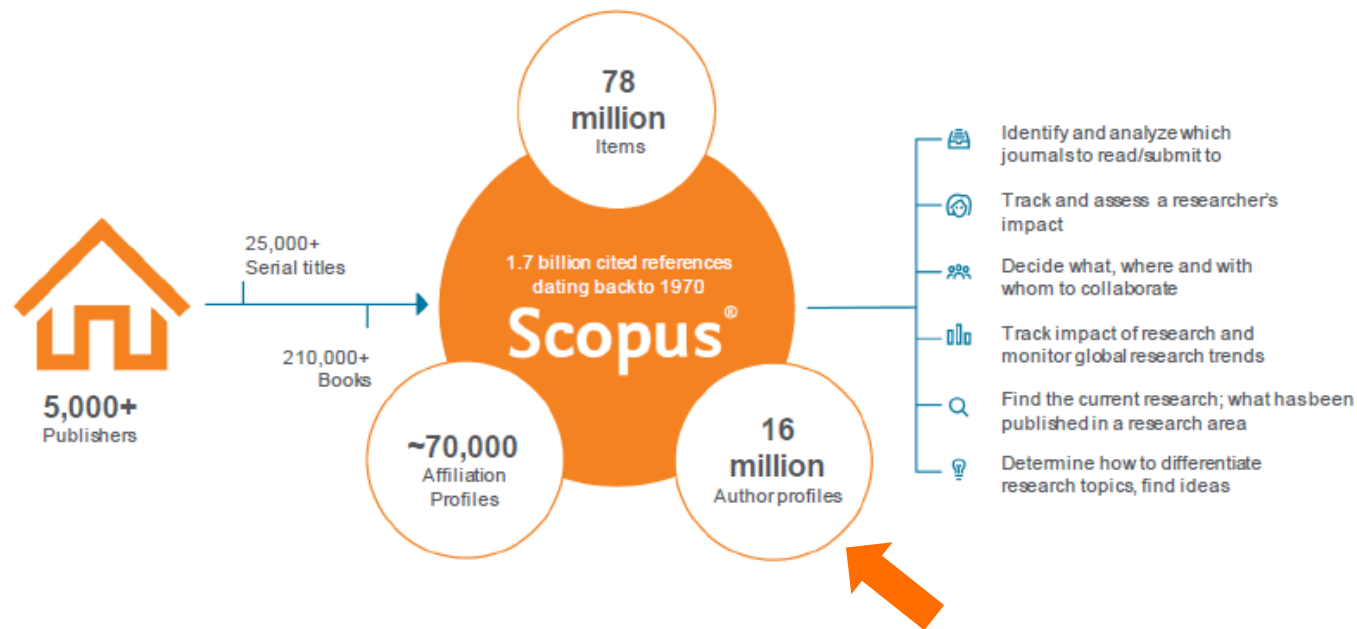 78
million
Items
1.7 billion cited references
dating back to 1970
Scopus®
25,000+
Serial titles
210,000+
Books
5,000+
Publishers
~70,000
Affiliation
Profiles
16
million
Author profiles
Identify and analyze which
journals to read/submit to
Track and assess a researcher's
impact
Decide what, where and with
whom to collaborate
Track impact of research and
monitor global research trends
Find the current research; what has been
published in a research area
Determine how to differentiate
research topics, find ideas